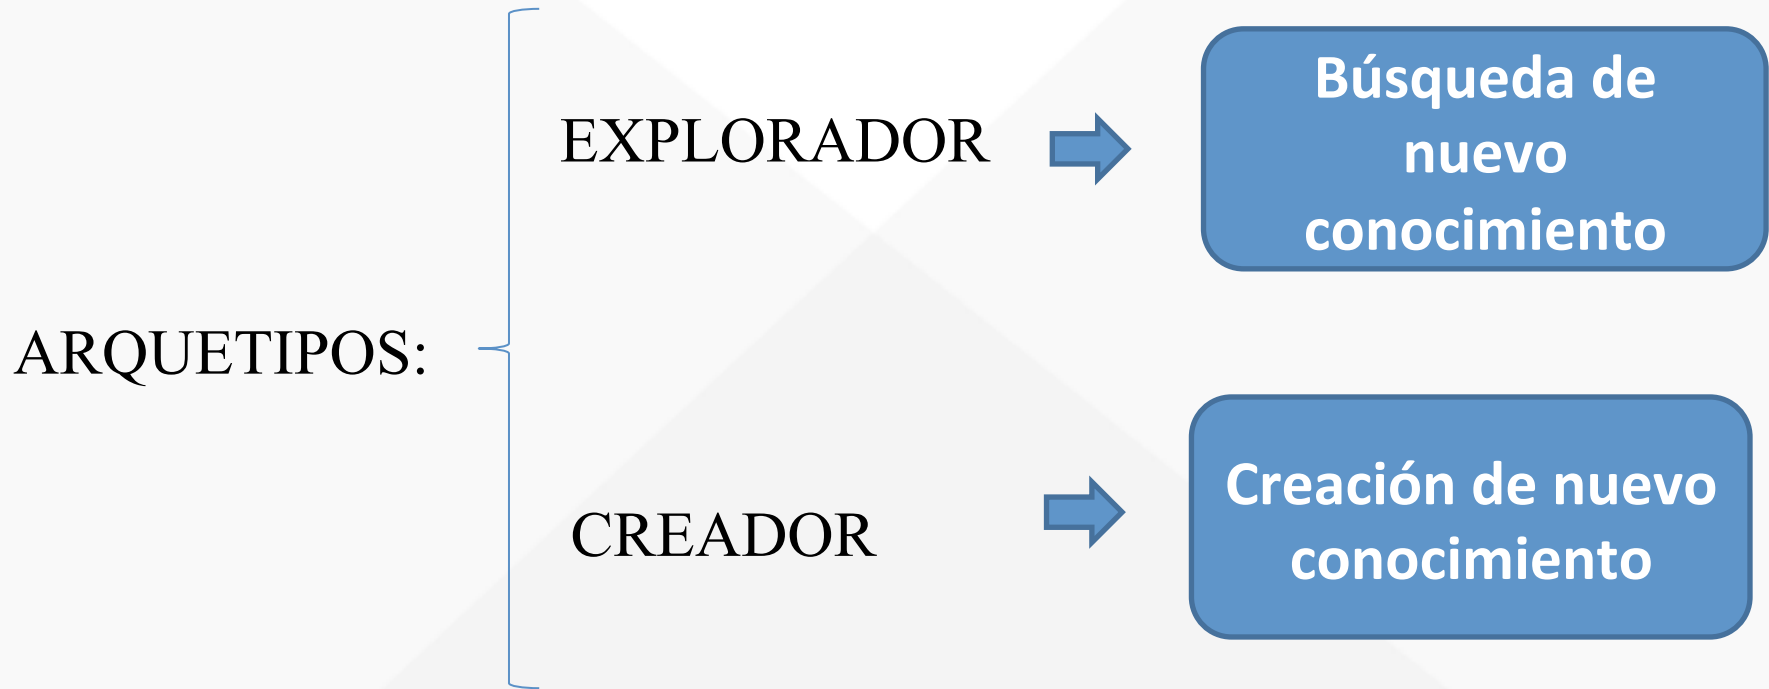 ARQUETIPOS:
EXPLORADOR
Búsqueda de
nuevo
conocimiento
CREADOR
Creación de nuevo
conocimiento